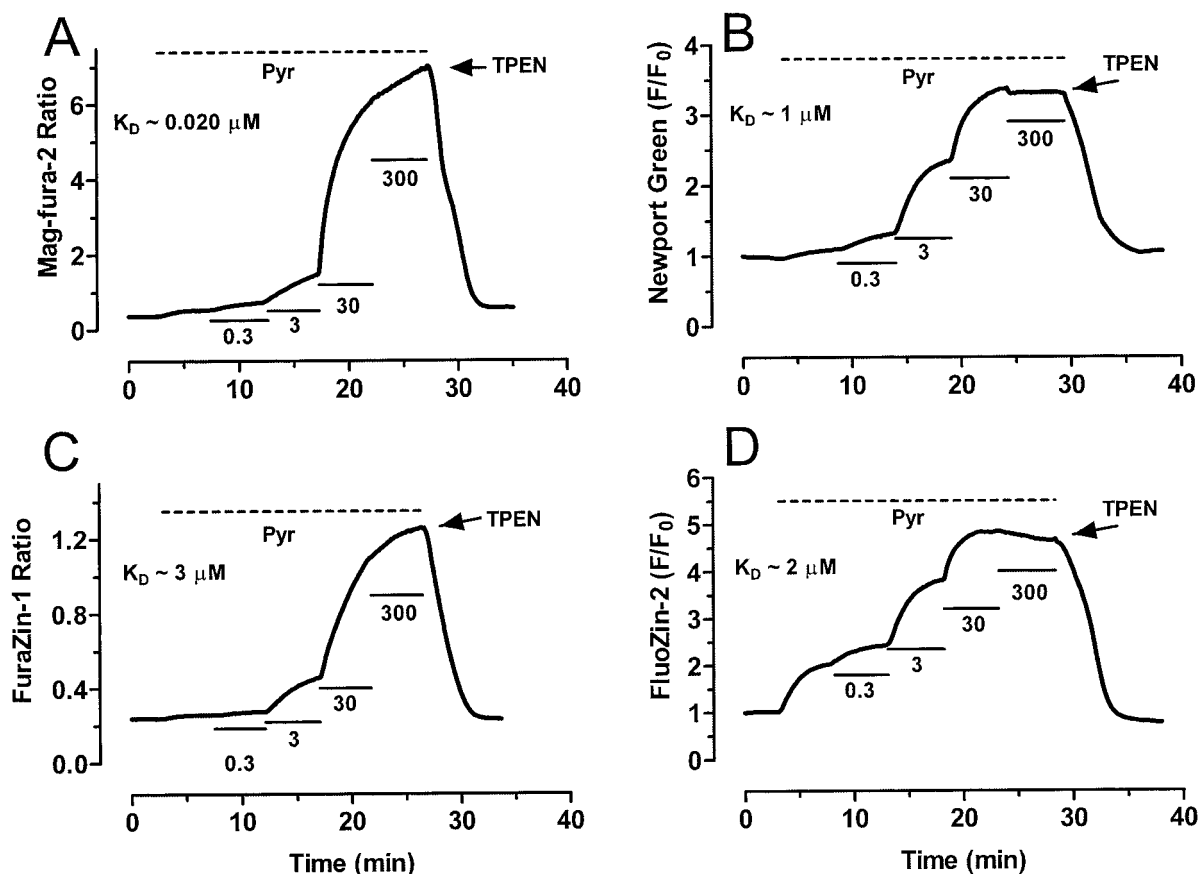 A
Pyr
TPEN
K_D ~ 0.020 μM
300
30
3
0.3
Mag-fura-2 Ratio
6
4
2
0
0 10 20 30 40
B
Pyr
TPEN
K_D ~ 1 μM
300
30
3
0.3
Newport Green (F/F₀)
4
3
2
1
0
0 10 20 30 40
C
Pyr
TPEN
K_D ~ 3 μM
300
30
3
0.3
FuraZin-1 Ratio
1.2
0.8
0.4
0.0
0 10 20 30 40
Time (min)
D
Pyr
TPEN
K_D ~ 2 μM
300
30
3
0.3
FluoZin-2 (F/F₀)
6
5
4
3
2
1
0
0 10 20 30 40
Time (min)